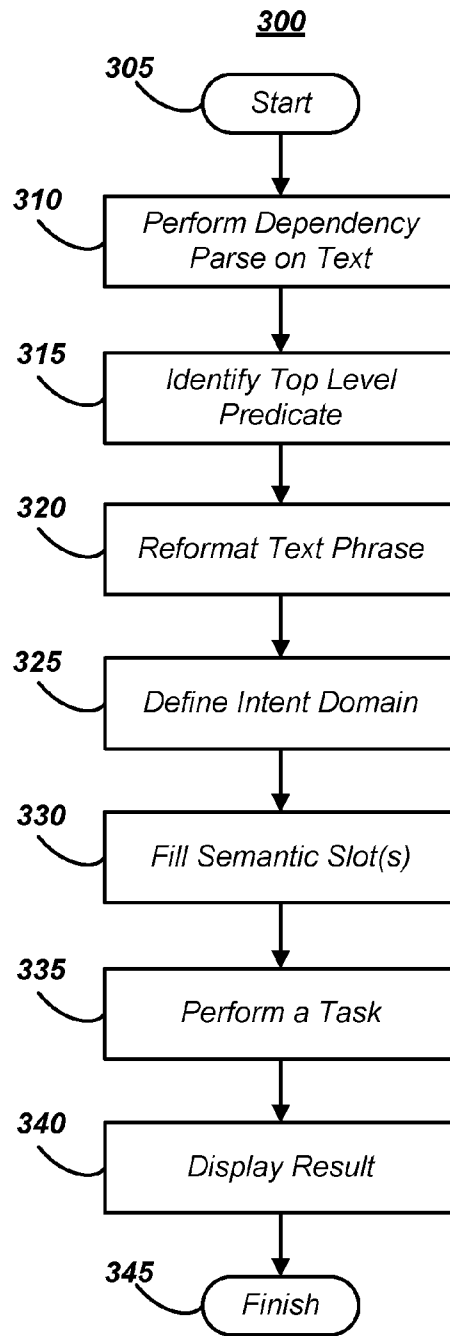 300
305
Start
310
Perform Dependency
Parse on Text
315
Identify Top Level
Predicate
320
Reformat Text Phrase
325
Define Intent Domain
330
Fill Semantic Slot(s)
335
Perform a Task
340
Display Result
345
Finish